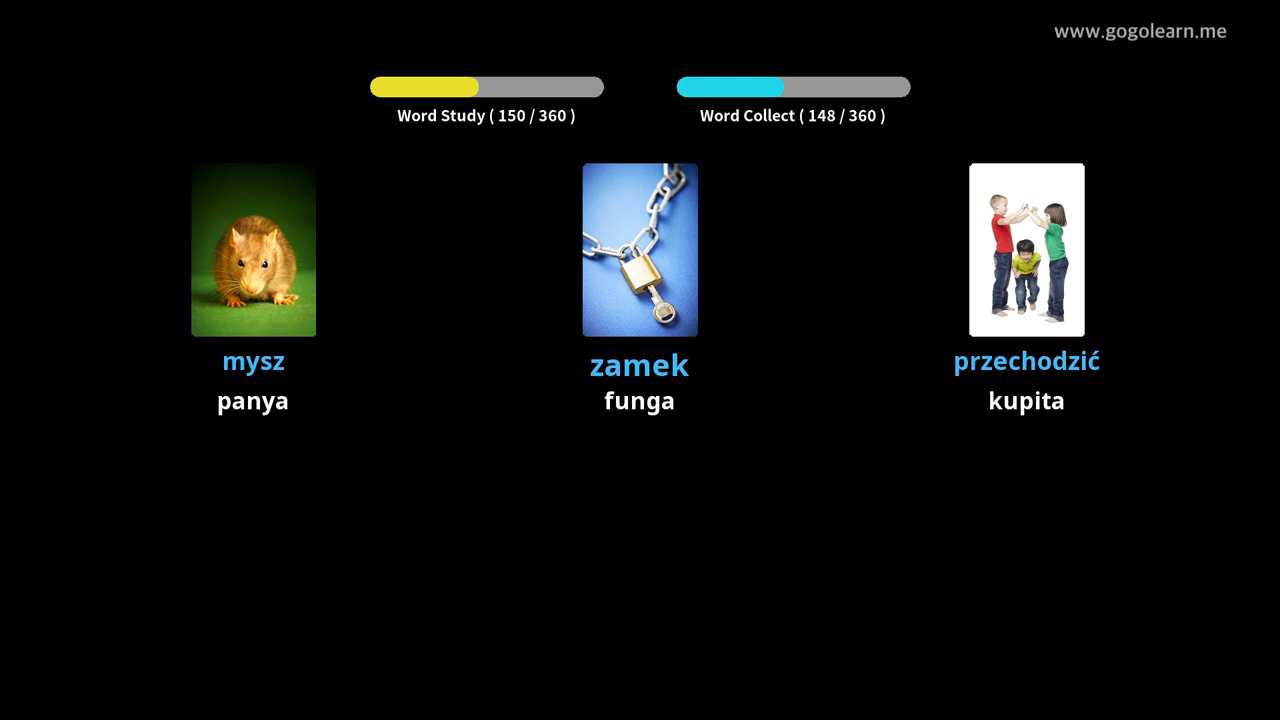 www.gogolearn.me
Word Study ( 150 / 360 )
Word Collect ( 148 / 360 )
mysz
zamek
przechodzić
panya
funga
kupita